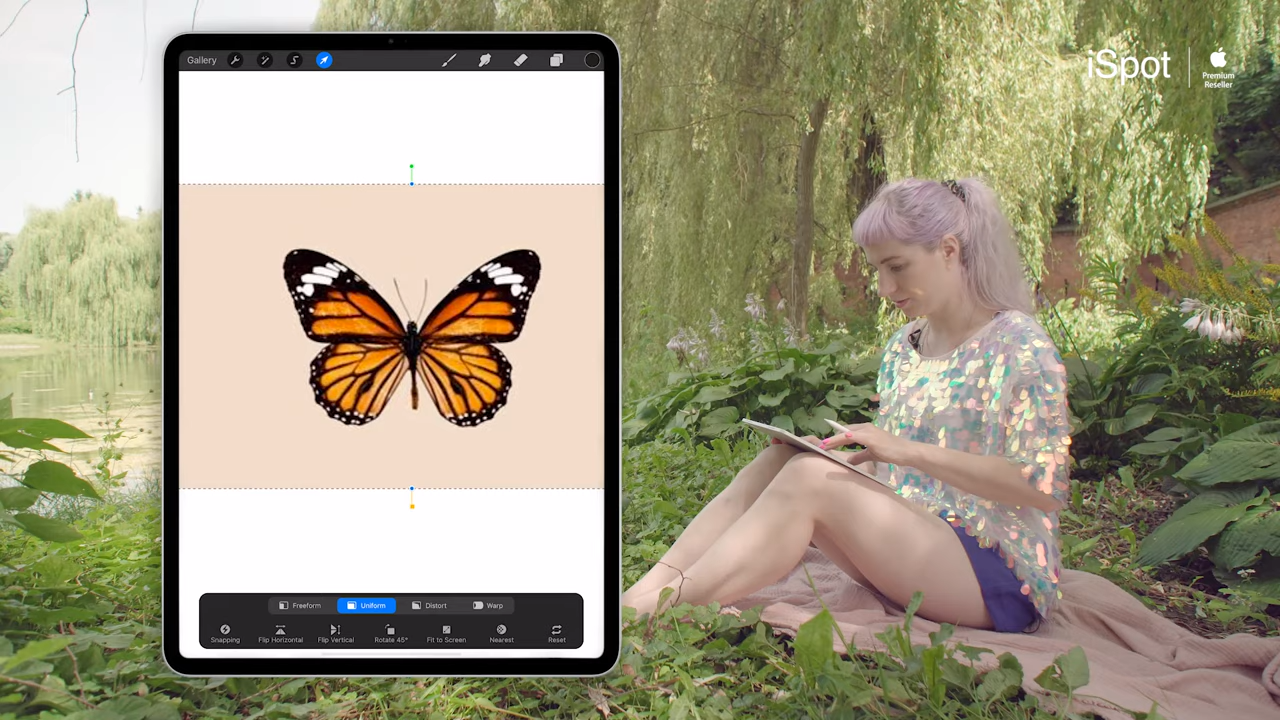 Gallery
iSpot
Premium
Reseller
Freeform
Uniform
Distort
Warp
Snapping
Flip Horizontal
Flip Vertical
Rotate 45°
Fit to Screen
Nearest
Reset